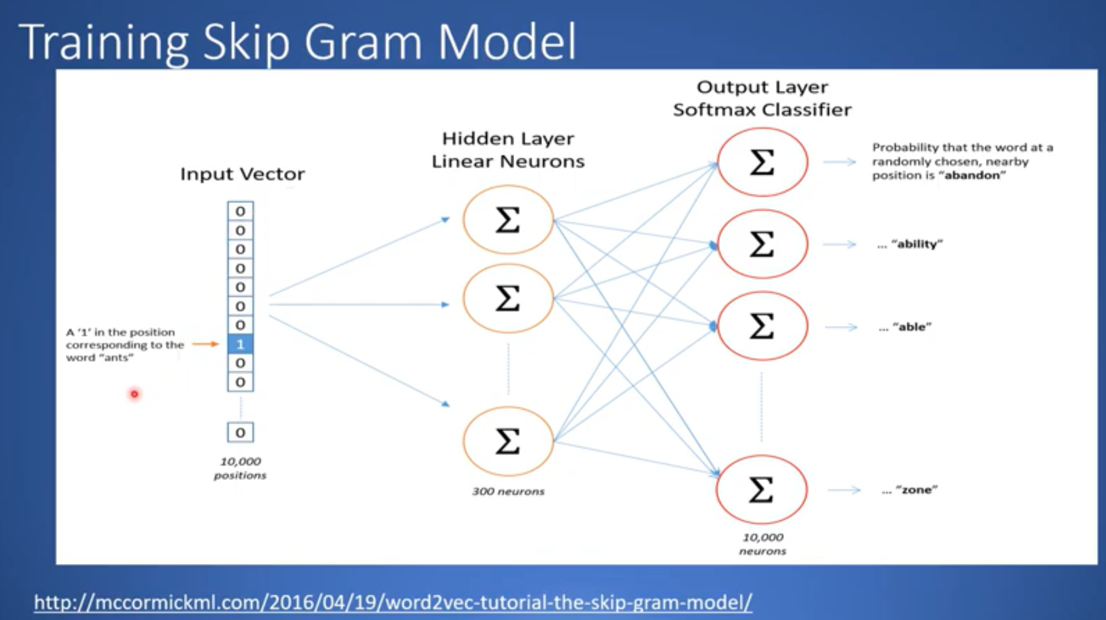 Training Skip Gram Model
Output Layer
Softmax Classifier
Hidden Layer
Linear Neurons
Input Vector
Probability that the word at a
randomly chosen, nearby
position is “abandon”
... “ability”
... “able”
... “zone”
A ‘1’ in the position
corresponding to the
word “ants”
0
0
0
0
0
0
0
1
0
0
0
10,000
positions
Σ
Σ
Σ
300 neurons
Σ
Σ
Σ
Σ
10,000
neurons
http://mccormickml.com/2016/04/19/word2vec-tutorial-the-skip-gram-model/